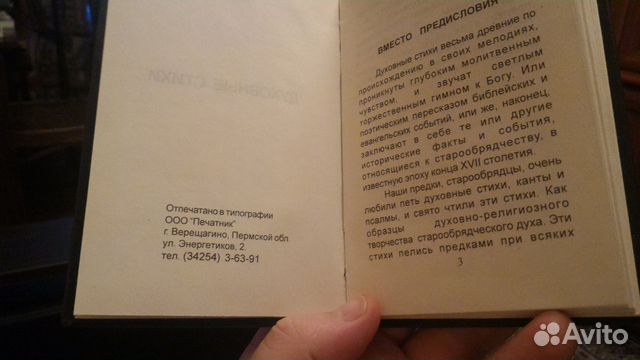 Отпечатано в типографии
ООО "Печатник"
г. Верещагино, Пермской обл.
ул. Энергетиков, 2.
тел. (34254) 3-63-91
ВМЕСТО ПРЕДИСЛОВИЯ
Духовные стихи весьма древние по
происхождению в своих мелодиях,
проникнуты глубоким молитвенным
чувством, и звучат светлым
торжественным гимном к Богу. Или
поэтическим пересказом библейских и
евангельских событий, или же, наконец,
заключают в себе те или другие
исторические факты и события,
относящиеся к старообрядчеству, в
известную эпоху конца XVII столетия.
Наши предки, старообрядцы, очень
любили петь духовные стихи, канты и
псалмы, и свято чтили эти стихи. Как
образцы духовно-религиозного
творчества старообрядческого духа. Эти
стихи пелись предками при всяких
3
ДУХОВНЫЕ СТИХИ
Avito